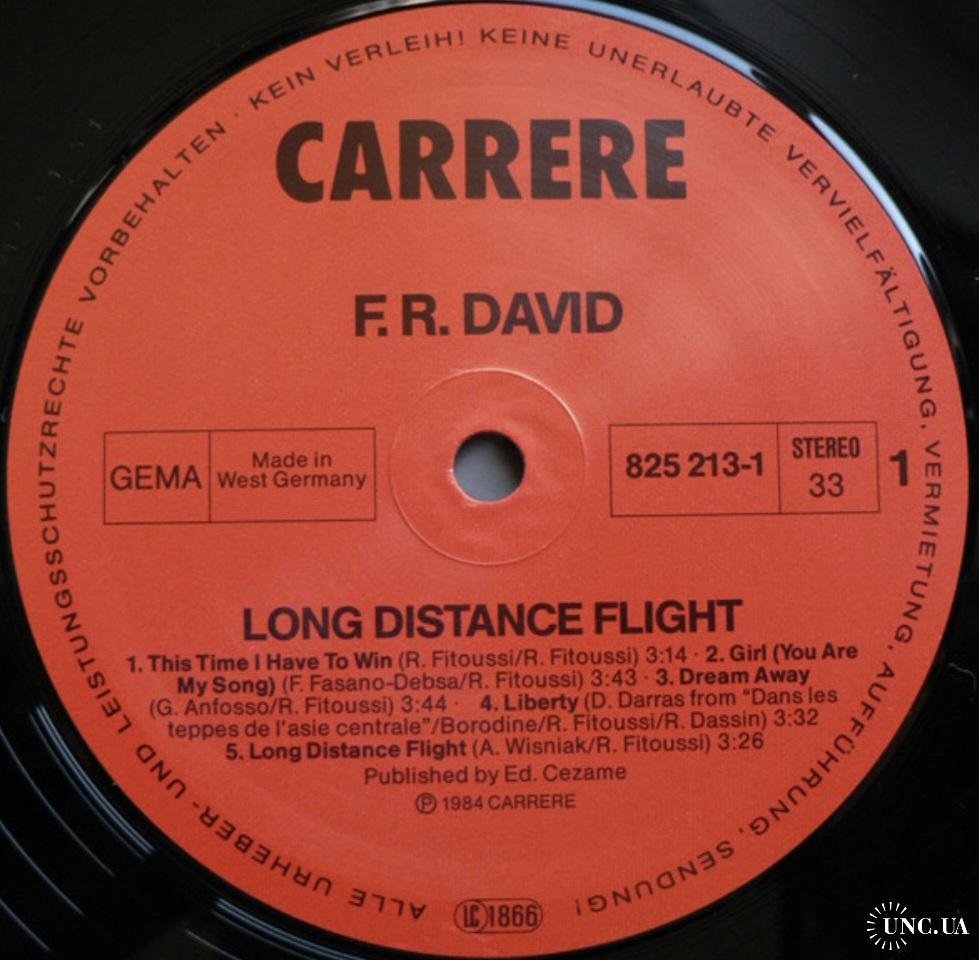 ALLE URHEBER- UND LEISTUNGSSCHUTZRECHTE VORBEHALTEN · KEIN VERLEIH! KEINE UNERLAUBTE VERVIELFÄLTIGUNG, VERMIETUNG, AUFFÜHRUNG, SENDUNG!
CARRERE
F. R. DAVID
GEMA
Made in
West Germany
825 213-1
STEREO
33
1
LONG DISTANCE FLIGHT
1. This Time I Have To Win (R. Fitoussi/R. Fitoussi) 3:14 · 2. Girl (You Are
My Song) (F. Fasano-Debsa/R. Fitoussi) 3:43 · 3. Dream Away
(G. Anfosso/R. Fitoussi) 3:44 · 4. Liberty (D. Darras from “Dans les
teppes de l'asie centrale”/Borodine/R. Fitoussi/R. Dassin) 3:32
5. Long Distance Flight (A. Wisniak/R. Fitoussi) 3:26
Published by Ed. Cezame
Ⓟ 1984 CARRERE
LC 1866
UNC.UA